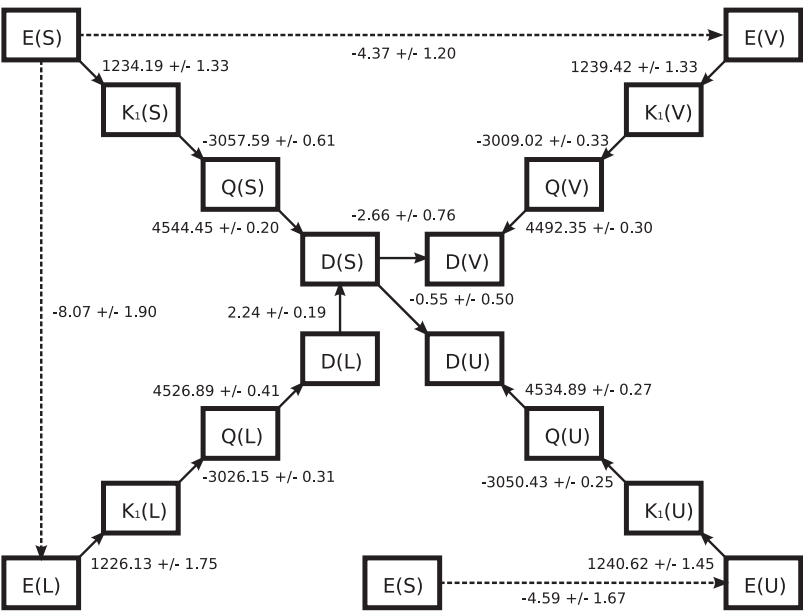 E(S)
E(V)
-4.37 +/- 1.20
1234.19 +/- 1.33
1239.42 +/- 1.33
K₁(S)
K₁(V)
-3057.59 +/- 0.61
-3009.02 +/- 0.33
Q(S)
Q(V)
-2.66 +/- 0.76
4544.45 +/- 0.20
4492.35 +/- 0.30
D(S)
D(V)
-8.07 +/- 1.90
2.24 +/- 0.19
-0.55 +/- 0.50
D(L)
D(U)
4526.89 +/- 0.41
4534.89 +/- 0.27
Q(L)
Q(U)
-3026.15 +/- 0.31
-3050.43 +/- 0.25
K₁(L)
K₁(U)
1226.13 +/- 1.75
1240.62 +/- 1.45
E(L)
E(S)
E(U)
-4.59 +/- 1.67